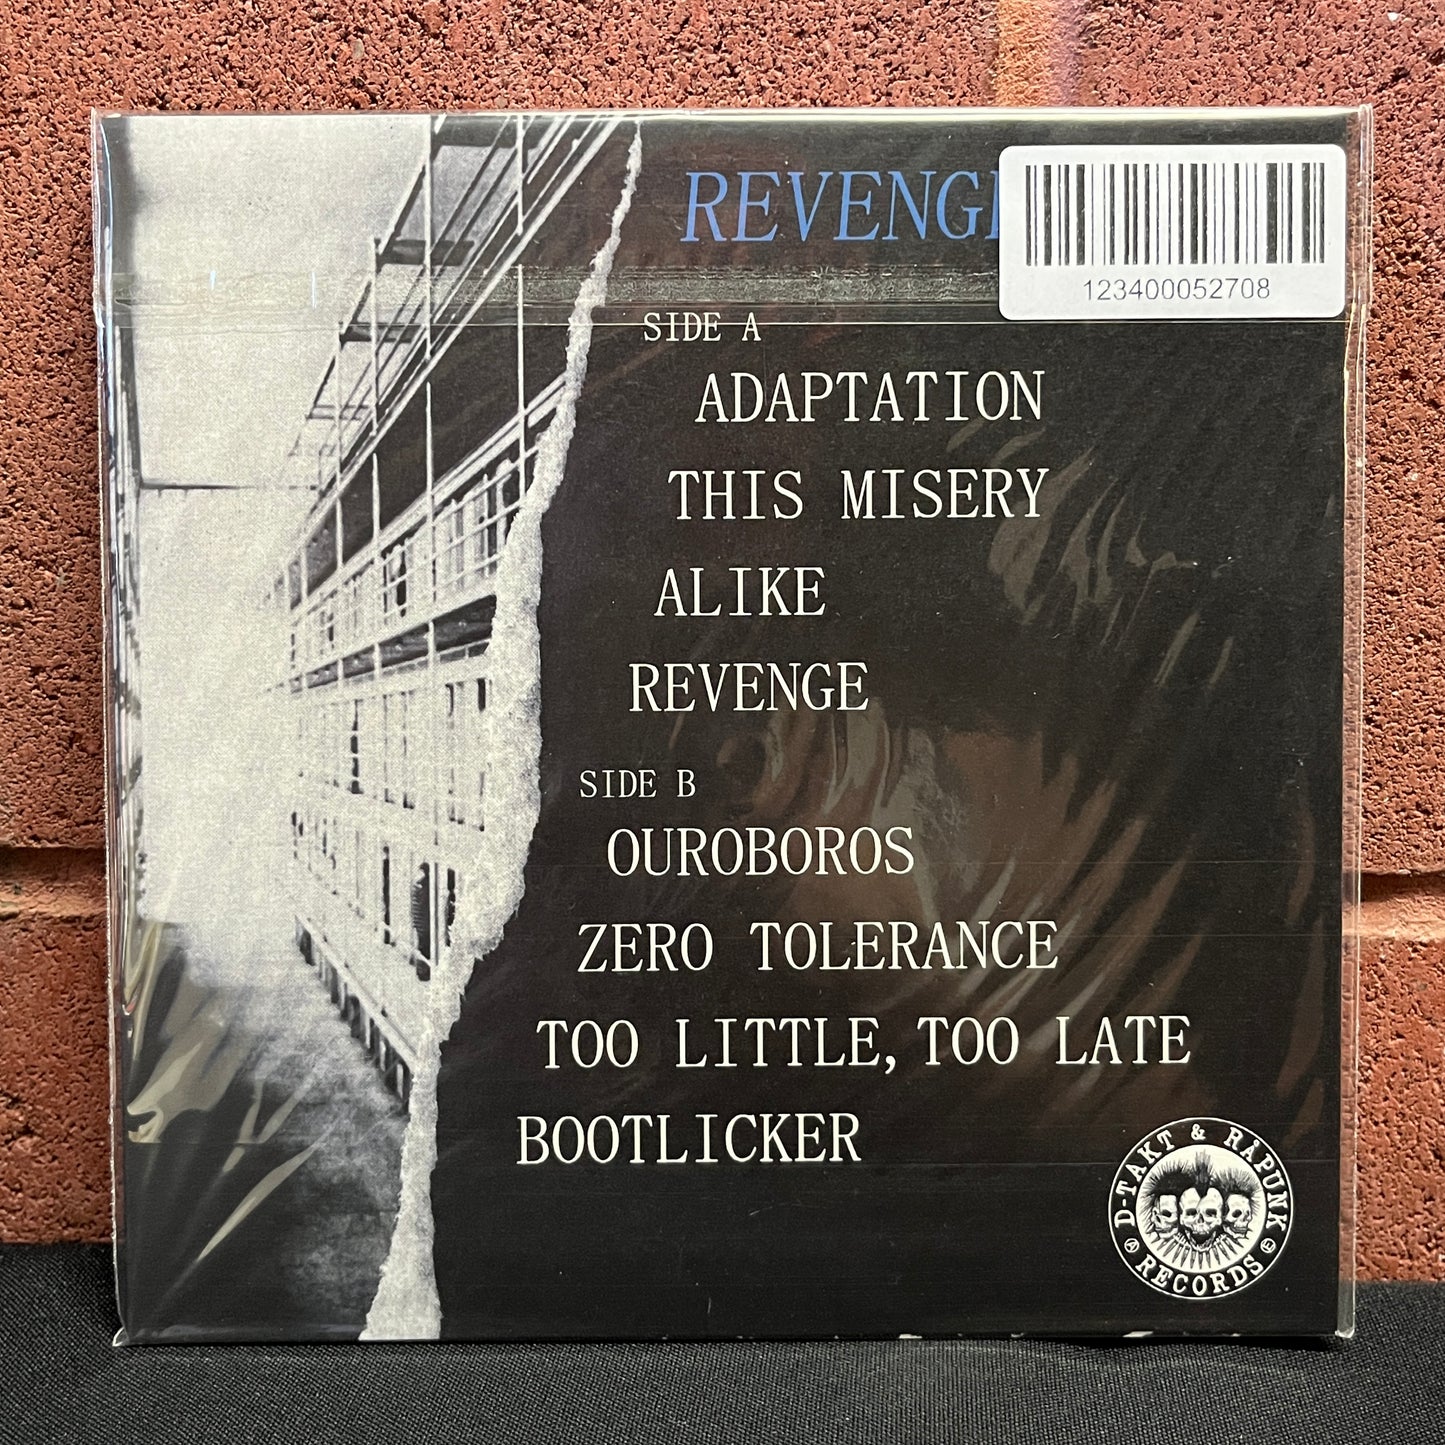 REVENG
123400052708
SIDE A
ADAPTATION
THIS MISERY
ALIKE
REVENGE
SIDE B
OUROBOROS
ZERO TOLERANCE
TOO LITTLE, TOO LATE
BOOTLICKER
D-TAKT & RÅPUNK
RECORDS